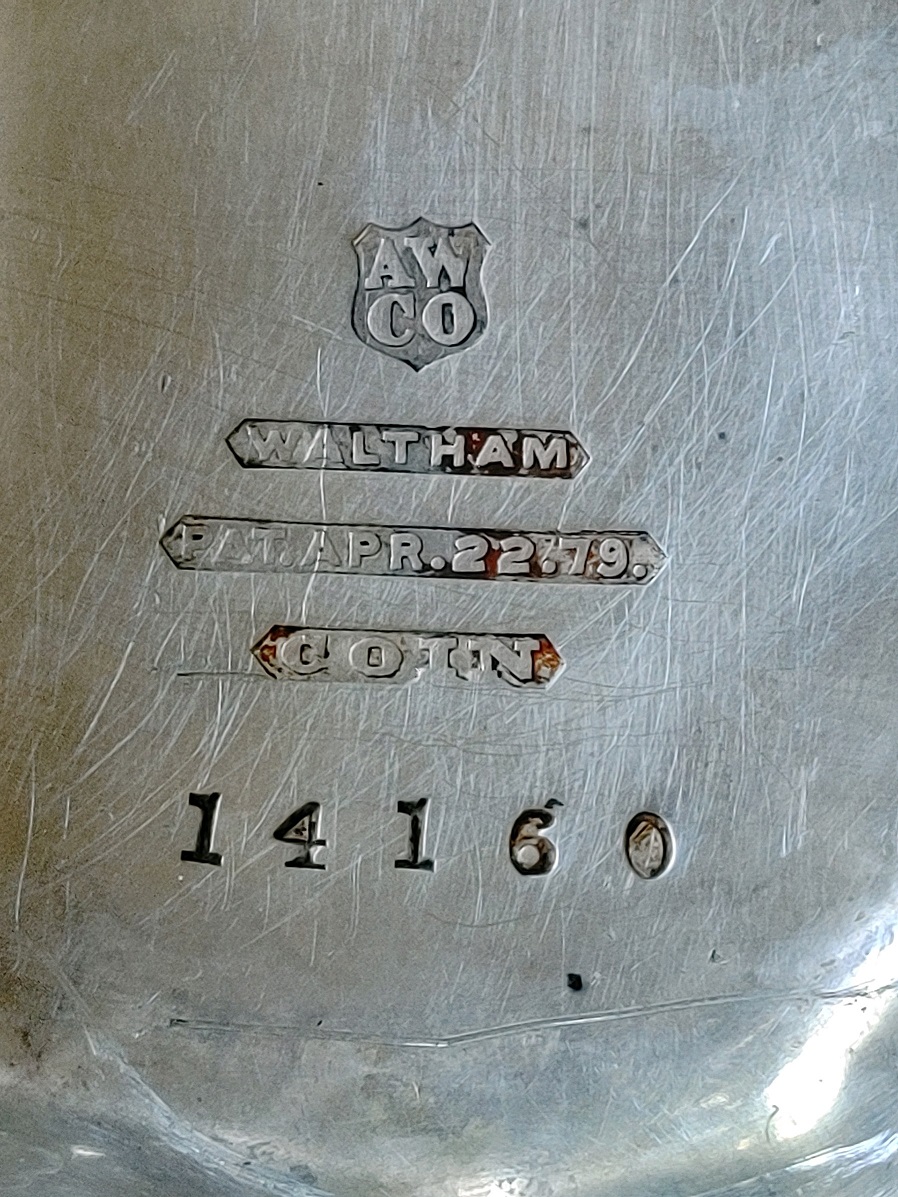 AW
CO
WALTHAM
PAT.APR.22.79.
COIN
14160